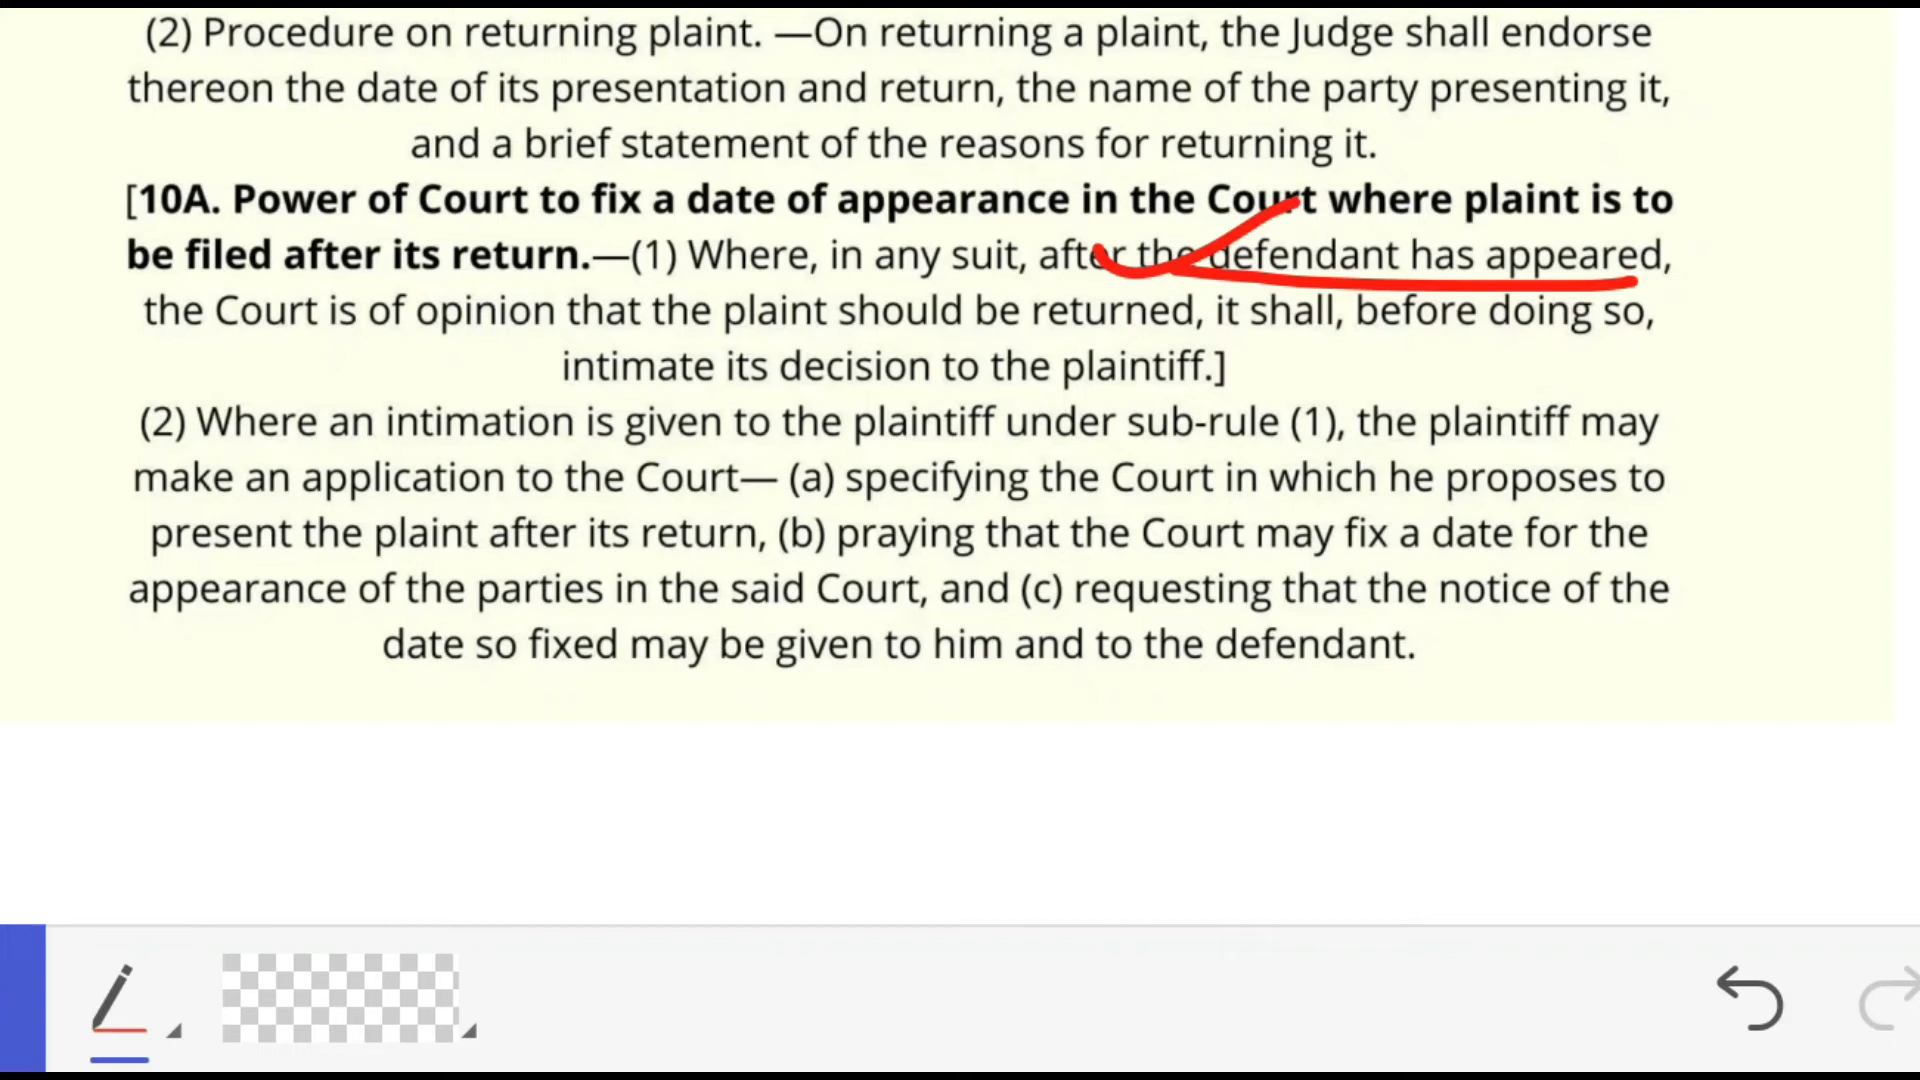 (2) Procedure on returning plaint. —On returning a plaint, the Judge shall endorse
thereon the date of its presentation and return, the name of the party presenting it,
and a brief statement of the reasons for returning it.
[10A. Power of Court to fix a date of appearance in the Court where plaint is to
be filed after its return.—(1) Where, in any suit, after the defendant has appeared,
the Court is of opinion that the plaint should be returned, it shall, before doing so,
intimate its decision to the plaintiff.]
(2) Where an intimation is given to the plaintiff under sub-rule (1), the plaintiff may
make an application to the Court— (a) specifying the Court in which he proposes to
present the plaint after its return, (b) praying that the Court may fix a date for the
appearance of the parties in the said Court, and (c) requesting that the notice of the
date so fixed may be given to him and to the defendant.